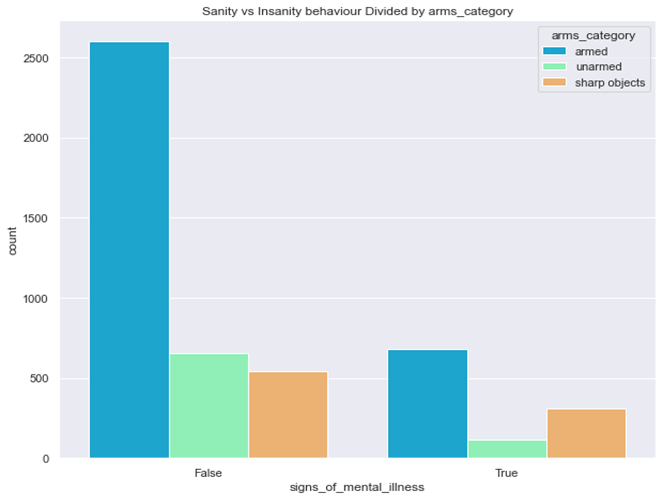 Sanity vs Insanity behaviour Divided by arms_category
arms_category
armed
unarmed
sharp objects
2500
2000
1500
1000
500
0
count
False
True
signs_of_mental_illness